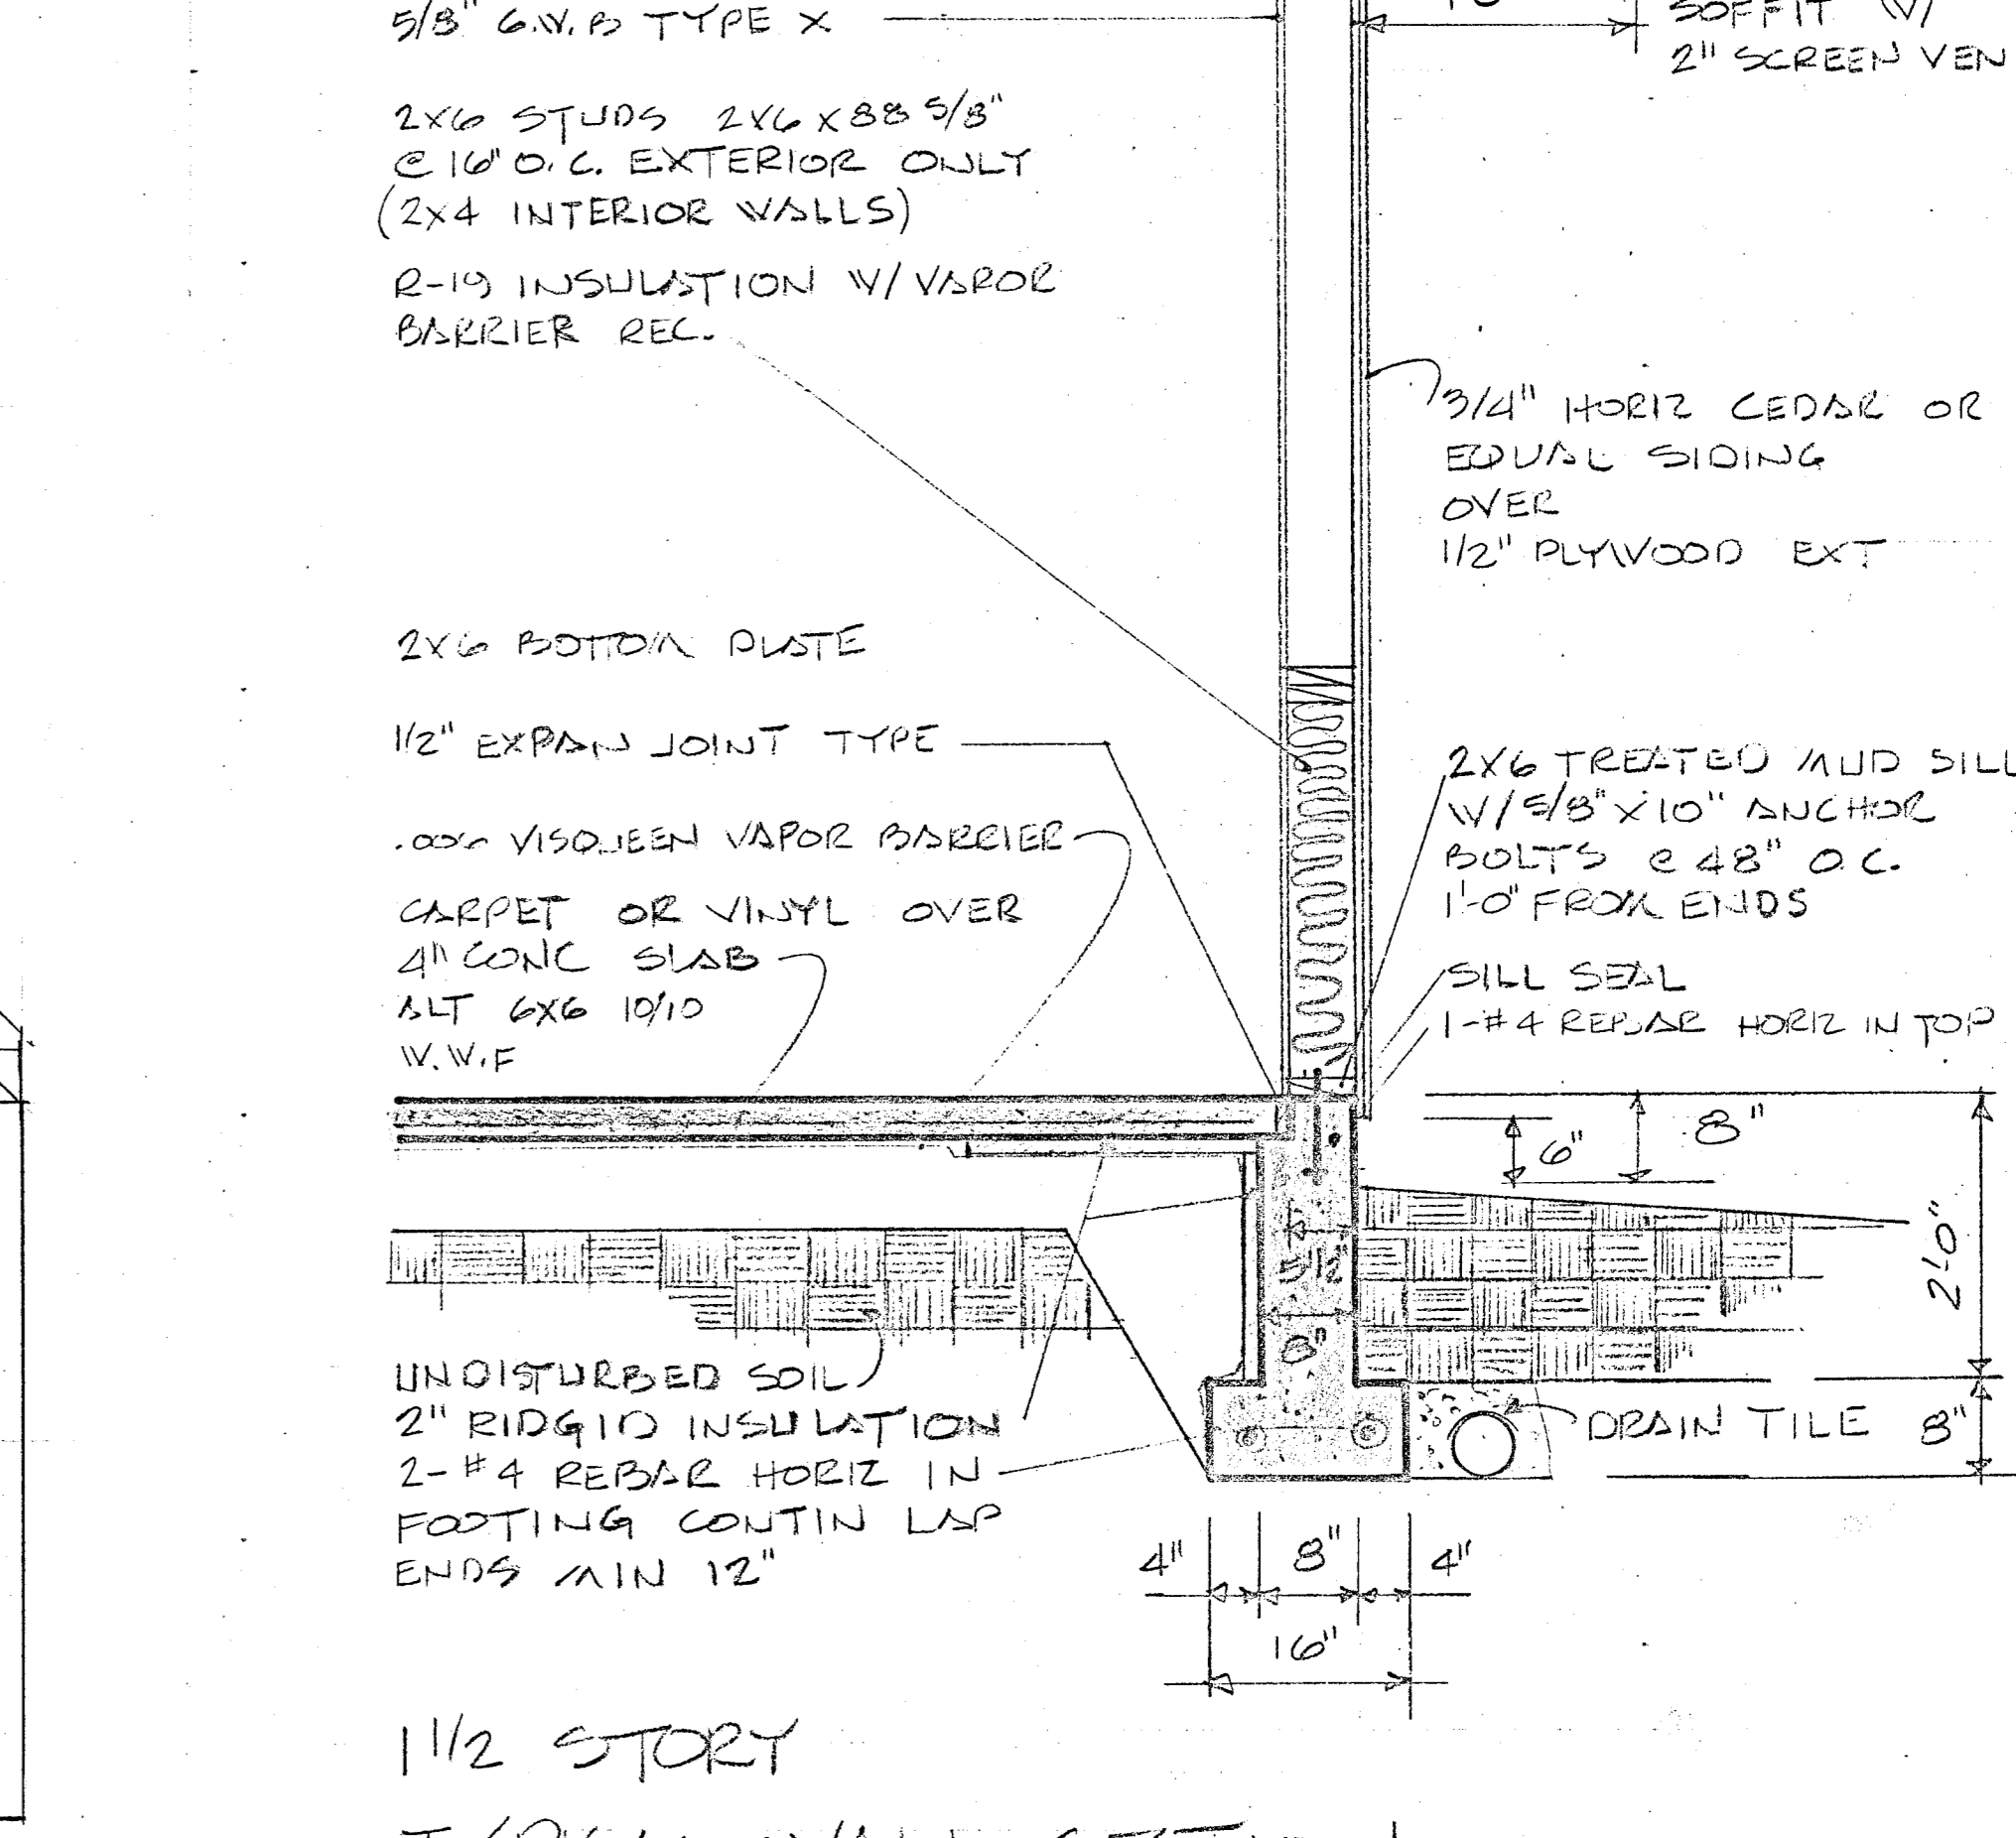 5/8" G.W.B TYPE X
2X6 STUDS 2X6 X 88 5/8"
@ 16" O.C. EXTERIOR ONLY
(2X4 INTERIOR WALLS)
R-19 INSULATION W/ VAPOR
BARRIER REC.
2X6 BOTTOM PLATE
1/2" EXPAN JOINT TYPE
.006 VISQUEEN VAPOR BARRIER
CARPET OR VINYL OVER
4" CONC SLAB
ALT 6X6 10/10
W.W.F
UNDISTURBED SOIL
2" RIDGID INSULATION
2-#4 REBAR HORIZ IN
FOOTING CONTIN LAP
ENDS MIN 12"
SOFFIT W/
2" SCREEN VEN
3/4" HORIZ CEDAR OR
EQUAL SIDING
OVER
1/2" PLYWOOD EXT
2X6 TREATED MUD SILL
W/ 5/8" X 10" ANCHOR
BOLTS @ 48" O.C.
1'-0" FROM ENDS
SILL SEAL
1-#4 REBAR HORIZ IN TOP
6"
8"
2'-0"
8"
DRAIN TILE
4" 8" 4"
16"
1 1/2 STORY